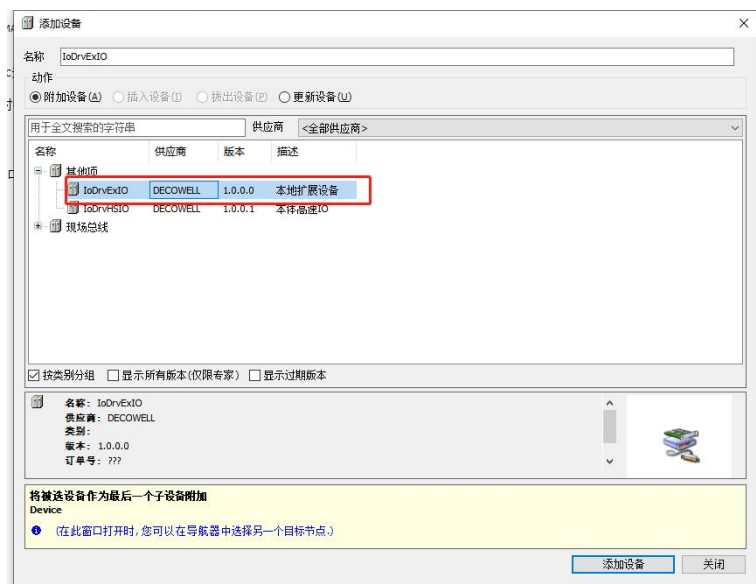 添加设备
名称 IoDrvExIO
动作
附加设备(A) 插入设备(I) 拔出设备(P) 更新设备(U)
用于全文搜索的字符串 供应商 <全部供应商>
名称 供应商 版本 描述
其他项
IoDrvExIO DECOWELL 1.0.0.0 本地扩展设备
IoDrvHSIO DECOWELL 1.0.0.1 本体高速IO
现场总线
按类别分组 显示所有版本(仅限专家) 显示过期版本
名称: IoDrvExIO
供应商: DECOWELL
类别:
版本: 1.0.0.0
订单号: ???
将被选设备作为最后一个子设备附加
Device
(在此窗口打开时,您可以在导航器中选择另一个目标节点.)
添加设备 关闭